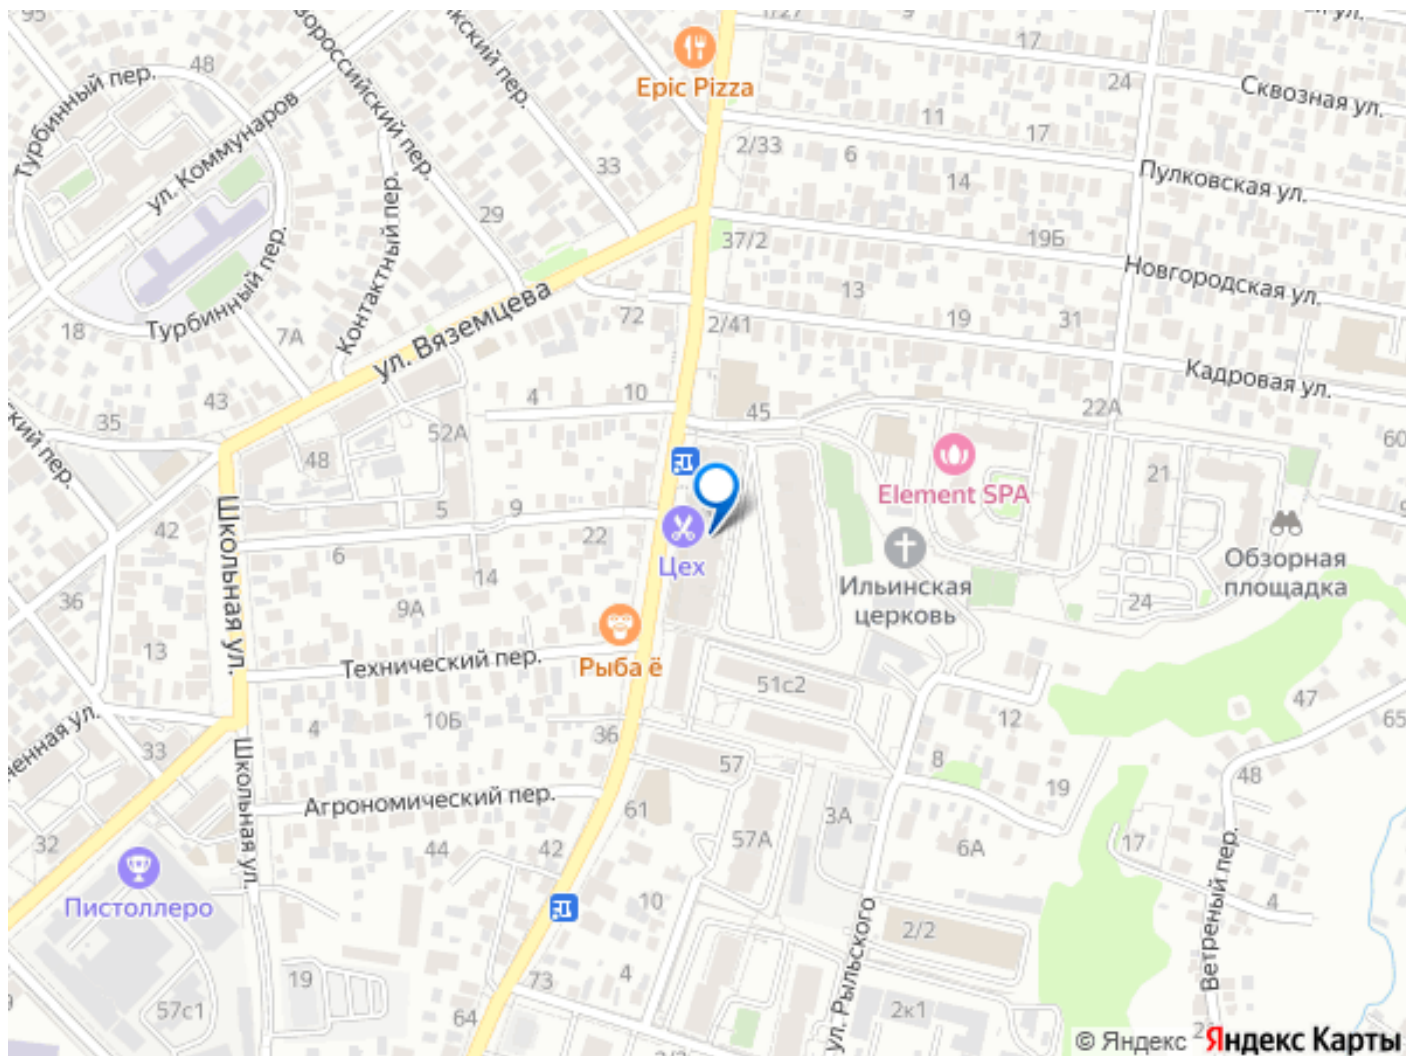 95
48
Турбинный пер.
ул. Коммунаров
Epic Pizza
1/27
9
17
24
Сквозная ул.
11
17
2/33
6
14
Пулковская ул.
33
29
37/2
19Б
Новгородская ул.
Контактный пер.
Турбинный пер.
18
7А
ул. Вяземцева
72
2/41
13
19
31
Кадровая ул.
4
10
45
22А
43
35
52А
48
60
Element SPA
21
Школьная ул.
42
5
9
22
6
14
Цех
Ильинская
церковь
Обзорная
площадка
24
36
9А
13
Рыба ё
Технический пер.
51с2
47
65
4
10Б
36
12
33
Школьная ул.
57
8
19
48
Агрономический пер.
61
32
44
42
57А
3А
6А
17
Ветреный пер.
Пистоллеро
10
4
2/2
ул. Рыльского
19
73
4
57с1
64
2к1
© Яндекс
Яндекс Карты